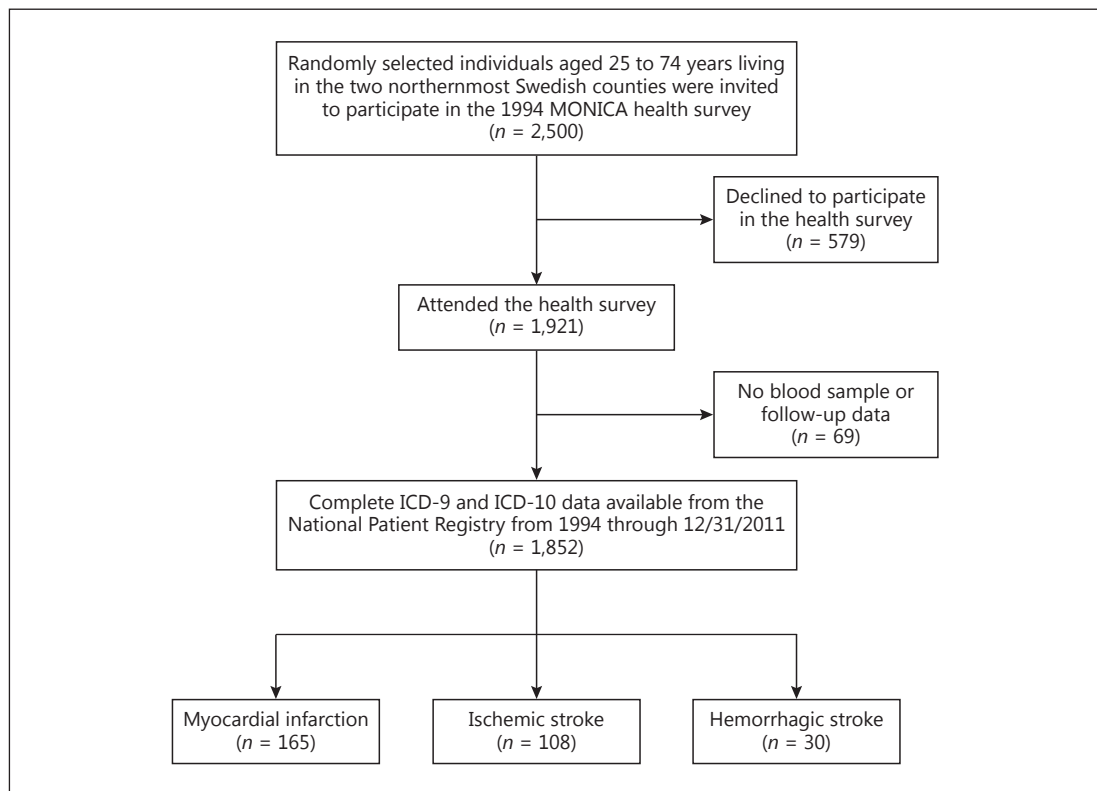 Randomly selected individuals aged 25 to 74 years living
in the two northernmost Swedish counties were invited
to participate in the 1994 MONICA health survey
(n = 2,500)
Declined to participate
in the health survey
(n = 579)
Attended the health survey
(n = 1,921)
No blood sample or
follow-up data
(n = 69)
Complete ICD-9 and ICD-10 data available from the
National Patient Registry from 1994 through 12/31/2011
(n = 1,852)
Myocardial infarction
(n = 165)
Ischemic stroke
(n = 108)
Hemorrhagic stroke
(n = 30)